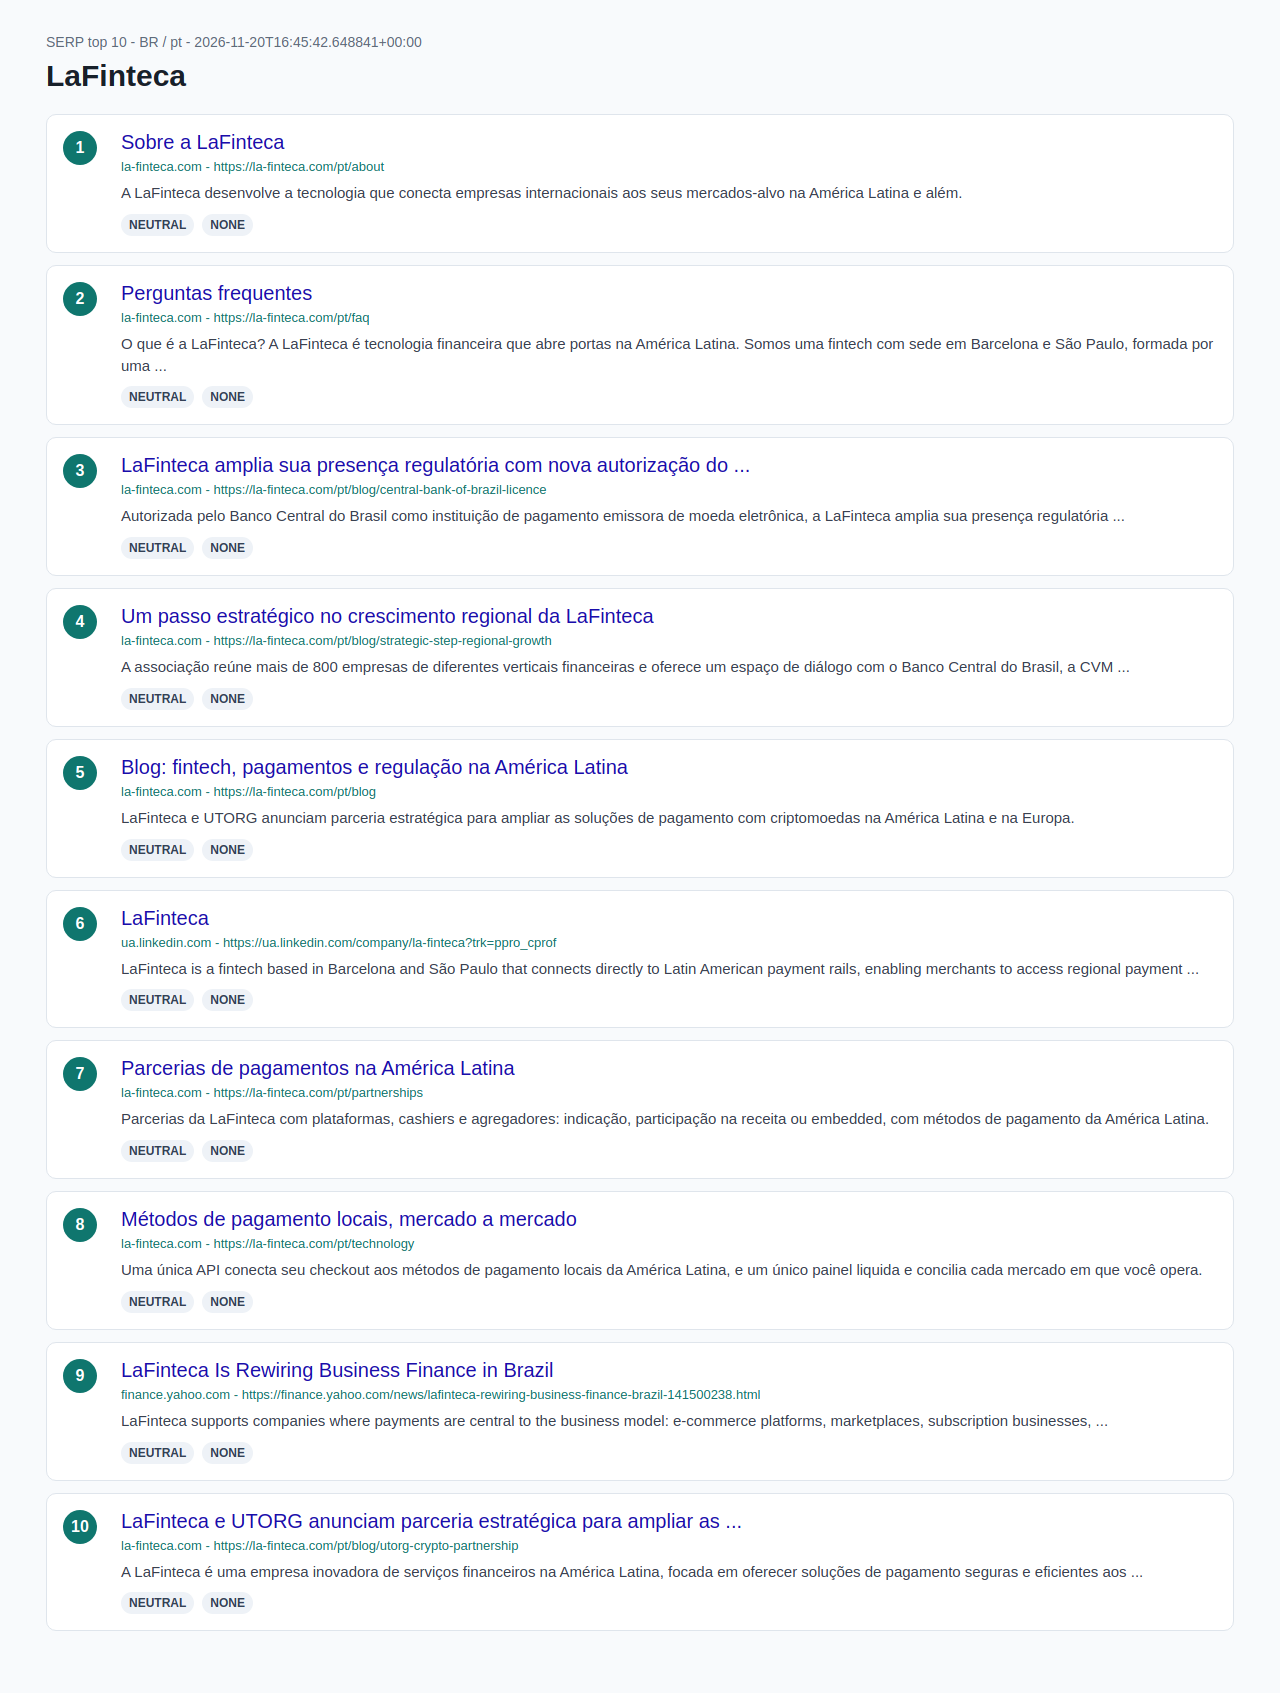 SERP top 10 - BR / pt - 2026-11-20T16:45:42.648841+00:00
LaFinteca
1
Sobre a LaFinteca
la-finteca.com - https://la-finteca.com/pt/about
A LaFinteca desenvolve a tecnologia que conecta empresas internacionais aos seus mercados-alvo na América Latina e além.
NEUTRAL NONE
2
Perguntas frequentes
la-finteca.com - https://la-finteca.com/pt/faq
O que é a LaFinteca? A LaFinteca é tecnologia financeira que abre portas na América Latina. Somos uma fintech com sede em Barcelona e São Paulo, formada por
uma ...
NEUTRAL NONE
3
LaFinteca amplia sua presença regulatória com nova autorização do ...
la-finteca.com - https://la-finteca.com/pt/blog/central-bank-of-brazil-licence
Autorizada pelo Banco Central do Brasil como instituição de pagamento emissora de moeda eletrônica, a LaFinteca amplia sua presença regulatória ...
NEUTRAL NONE
4
Um passo estratégico no crescimento regional da LaFinteca
la-finteca.com - https://la-finteca.com/pt/blog/strategic-step-regional-growth
A associação reúne mais de 800 empresas de diferentes verticais financeiras e oferece um espaço de diálogo com o Banco Central do Brasil, a CVM ...
NEUTRAL NONE
5
Blog: fintech, pagamentos e regulação na América Latina
la-finteca.com - https://la-finteca.com/pt/blog
LaFinteca e UTORG anunciam parceria estratégica para ampliar as soluções de pagamento com criptomoedas na América Latina e na Europa.
NEUTRAL NONE
6
LaFinteca
ua.linkedin.com - https://ua.linkedin.com/company/la-finteca?trk=ppro_cprof
LaFinteca is a fintech based in Barcelona and São Paulo that connects directly to Latin American payment rails, enabling merchants to access regional payment ...
NEUTRAL NONE
7
Parcerias de pagamentos na América Latina
la-finteca.com - https://la-finteca.com/pt/partnerships
Parcerias da LaFinteca com plataformas, cashiers e agregadores: indicação, participação na receita ou embedded, com métodos de pagamento da América Latina.
NEUTRAL NONE
8
Métodos de pagamento locais, mercado a mercado
la-finteca.com - https://la-finteca.com/pt/technology
Uma única API conecta seu checkout aos métodos de pagamento locais da América Latina, e um único painel liquida e concilia cada mercado em que você opera.
NEUTRAL NONE
9
LaFinteca Is Rewiring Business Finance in Brazil
finance.yahoo.com - https://finance.yahoo.com/news/lafinteca-rewiring-business-finance-brazil-141500238.html
LaFinteca supports companies where payments are central to the business model: e-commerce platforms, marketplaces, subscription businesses, ...
NEUTRAL NONE
10
LaFinteca e UTORG anunciam parceria estratégica para ampliar as ...
la-finteca.com - https://la-finteca.com/pt/blog/utorg-crypto-partnership
A LaFinteca é uma empresa inovadora de serviços financeiros na América Latina, focada em oferecer soluções de pagamento seguras e eficientes aos ...
NEUTRAL NONE